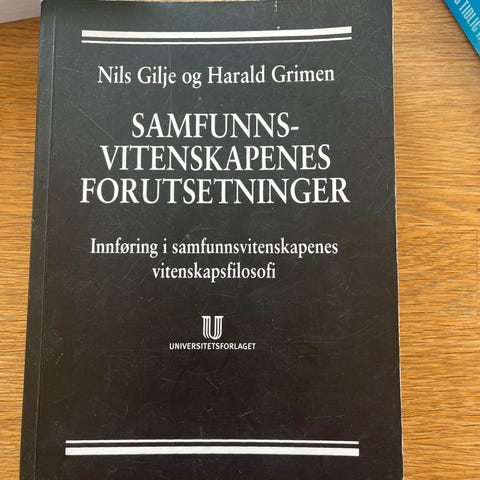 Nils Gilje og Harald Grimen
SAMFUNNS-
VITENSKAPENES
FORUTSETNINGER
Innføring i samfunnsvitenskapenes
vitenskapsfilosofi
UNIVERSITETSFORLAGET